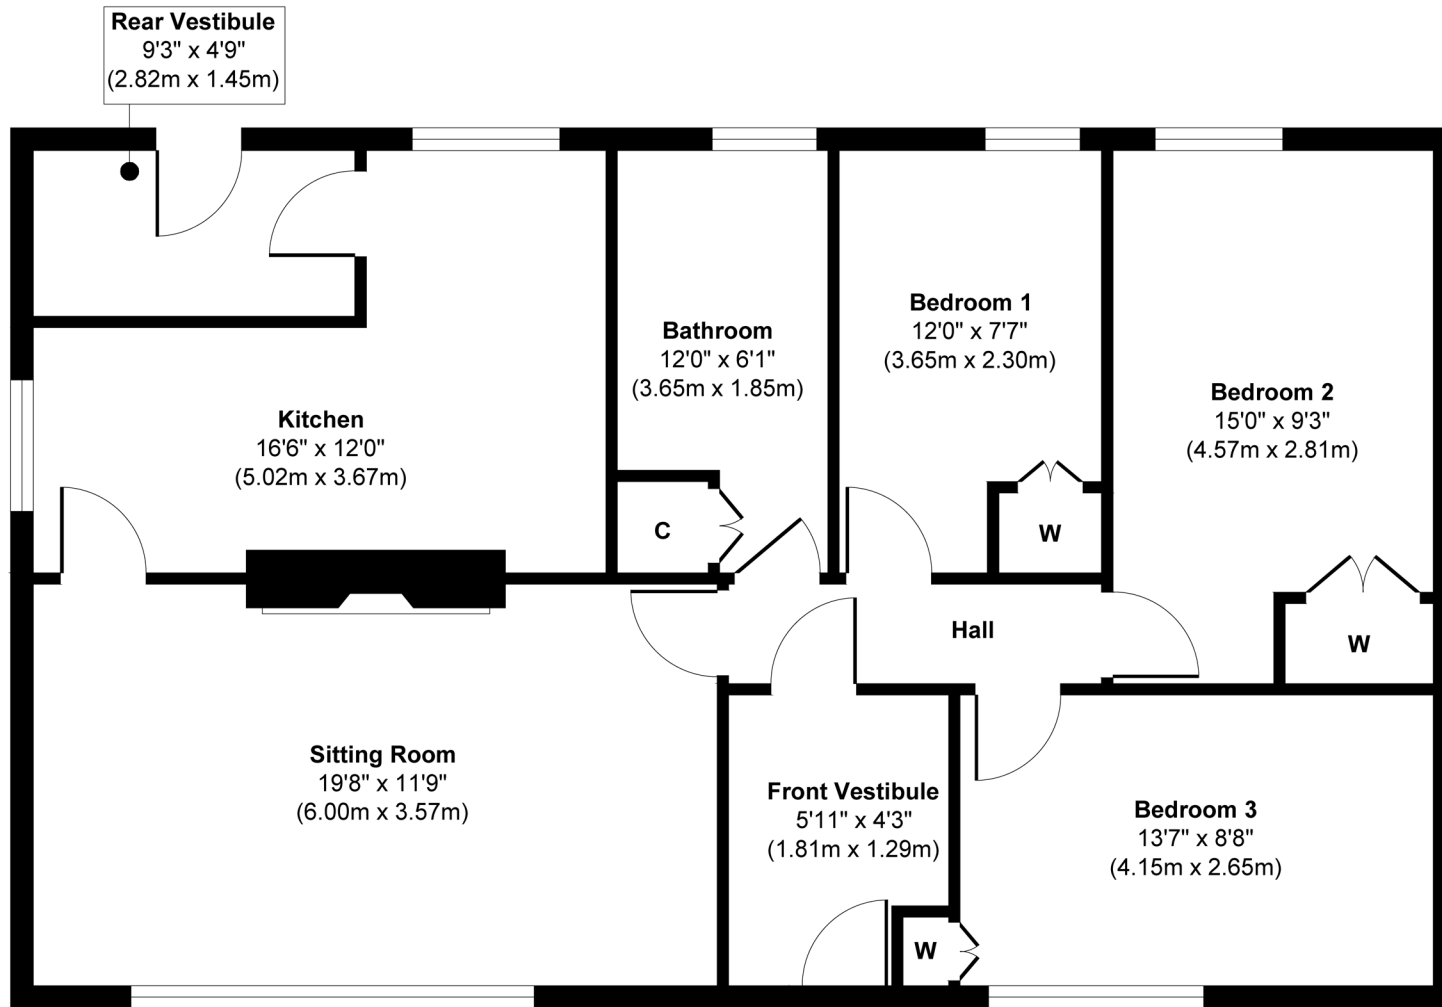 Rear Vestibule
9'3" x 4'9"
(2.82m x 1.45m)
Kitchen
16'6" x 12'0"
(5.02m x 3.67m)
Bathroom
12'0" x 6'1"
(3.65m x 1.85m)
C
Bedroom 1
12'0" x 7'7"
(3.65m x 2.30m)
W
Bedroom 2
15'0" x 9'3"
(4.57m x 2.81m)
W
Hall
Sitting Room
19'8" x 11'9"
(6.00m x 3.57m)
Front Vestibule
5'11" x 4'3"
(1.81m x 1.29m)
W
Bedroom 3
13'7" x 8'8"
(4.15m x 2.65m)